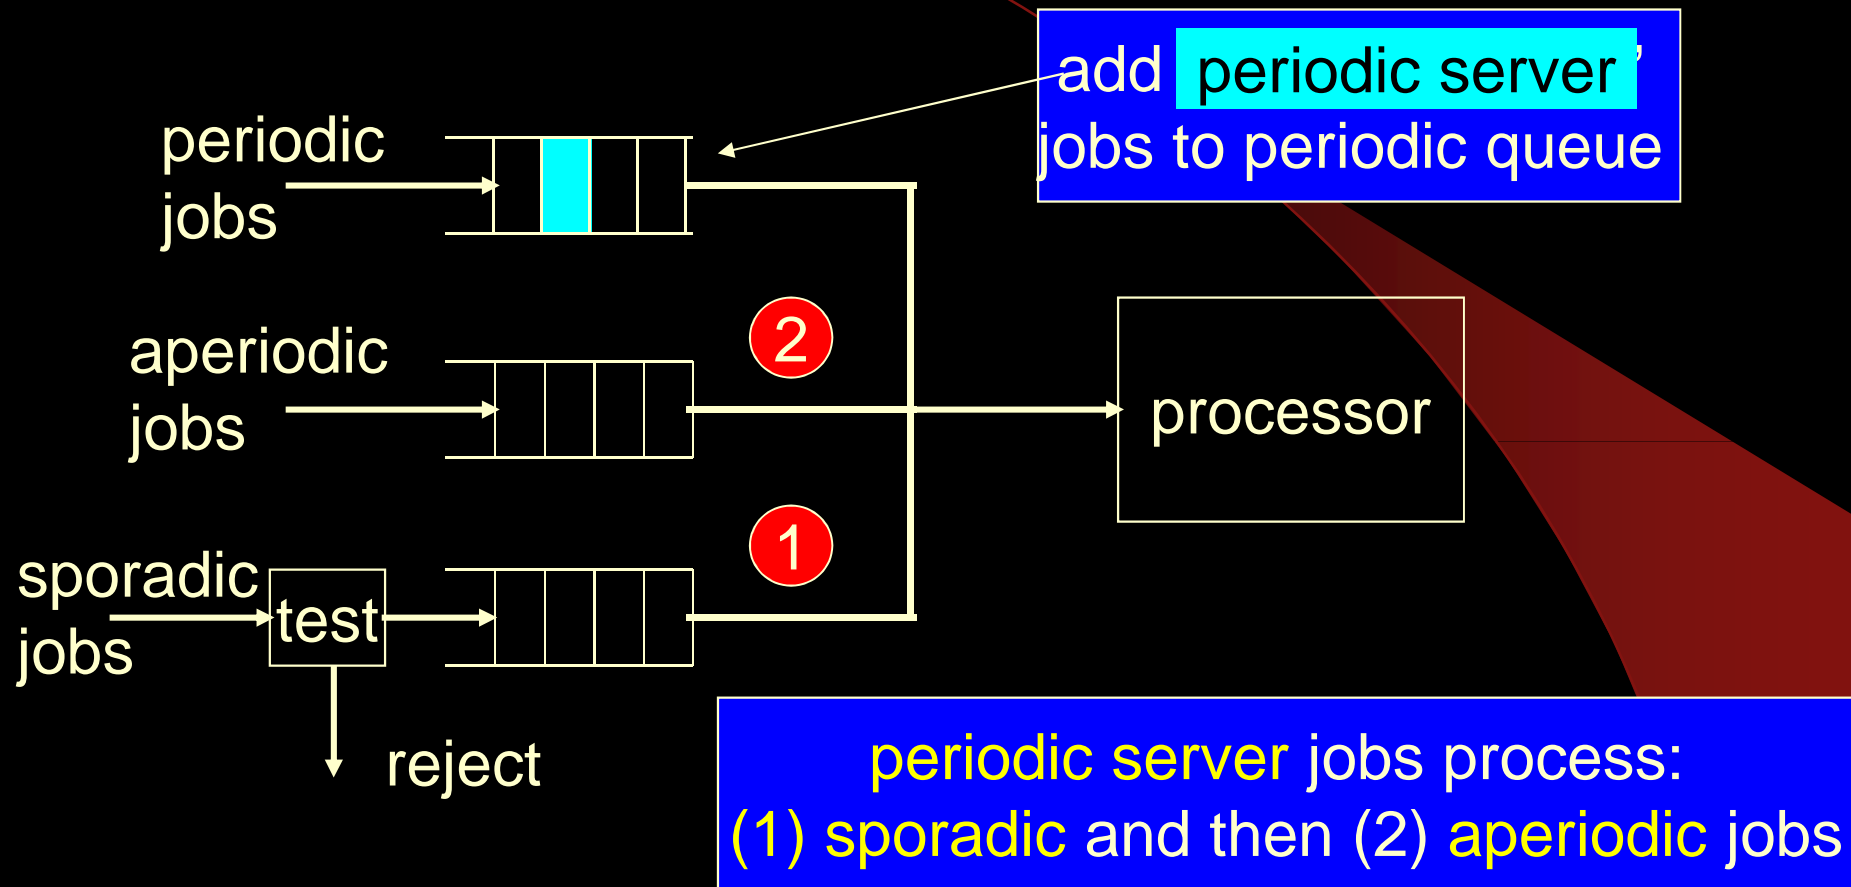 add periodic server”
jobs to periodic queue
periodic
jobs
2
aperiodic
jobs
processor
1
sporadic
jobs
test
reject
periodic server jobs process:
(1) sporadic and then (2) aperiodic jobs